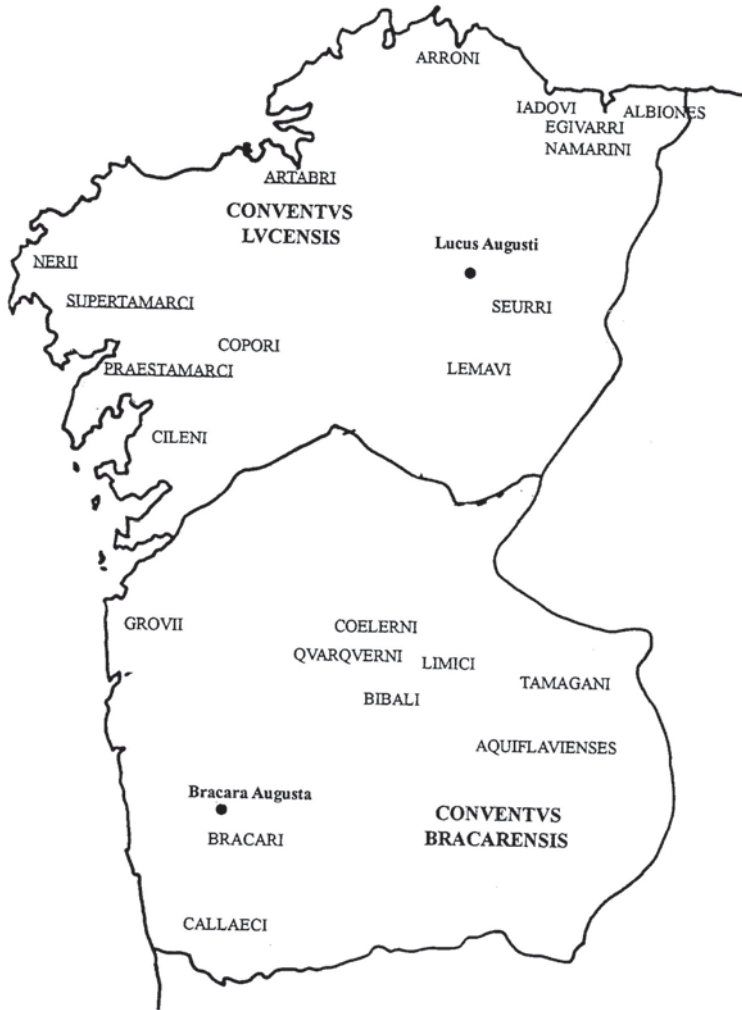 ARRONI
IADOVI
ALBIONES
EGIVARRI
NAMARINI
ARTABRI
CONVENTVS
LVCENSIS
Lucus Augusti
NERII
SUPERTAMARCI
SEURRI
COPORI
PRAESTAMARCI
LEMAVI
CILENI
GROVII
COELERNI
QVARQVERNI
LIMICI
TAMAGANI
BIBALI
AQUIFLAVIENSES
Bracara Augusta
CONVENTVS
BRACARENSIS
BRACARI
CALLAECI